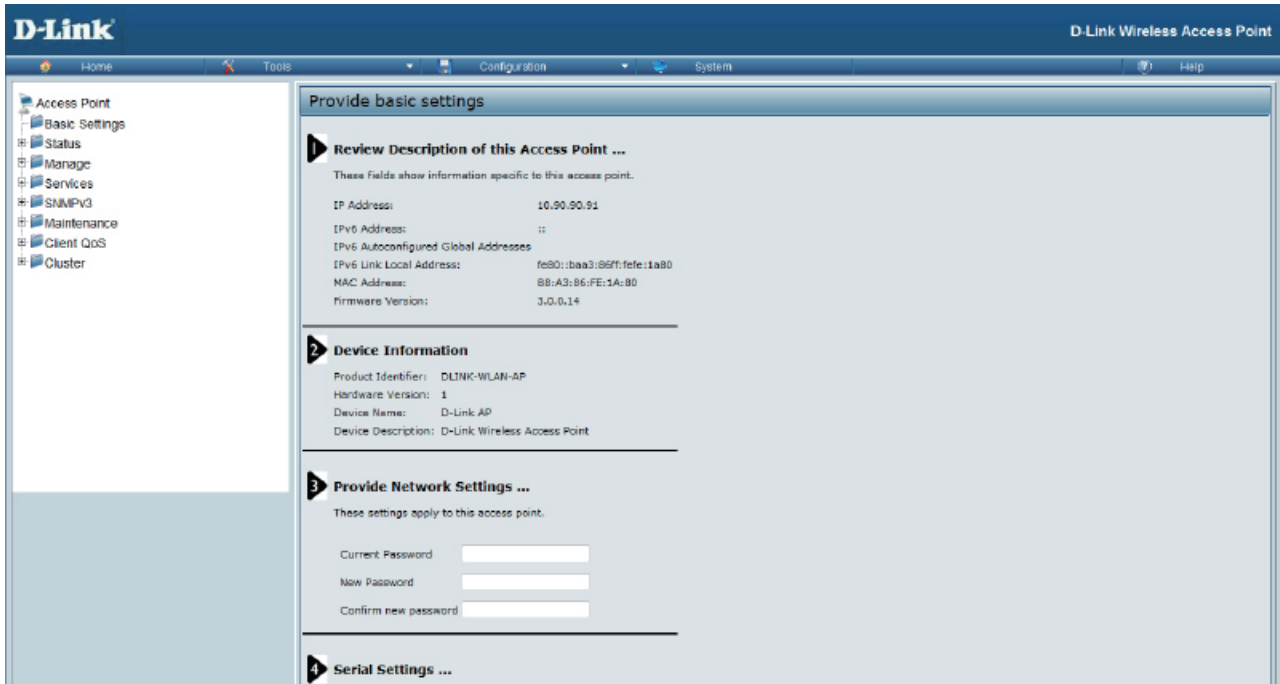 D-Link
D-Link Wireless Access Point
Home Tools Configuration System Help
Access Point
Basic Settings
Status
Manage
Services
SNMPv3
Maintenance
Client QoS
Cluster
Provide basic settings
1 Review Description of this Access Point ...
These fields show information specific to this access point.
IP Address: 10.90.90.91
IPv6 Address: ::
IPv6 Autoconfigured Global Addresses
IPv6 Link Local Address: fe80::baa3:86ff:fefe:1a80
MAC Address: B8:A3:86:FE:1A:80
Firmware Version: 3.0.0.14
2 Device Information
Product Identifier: DLINK-WLAN-AP
Hardware Version: 1
Device Name: D-Link AP
Device Description: D-Link Wireless Access Point
3 Provide Network Settings ...
These settings apply to this access point.
Current Password
New Password
Confirm new password
4 Serial Settings ...